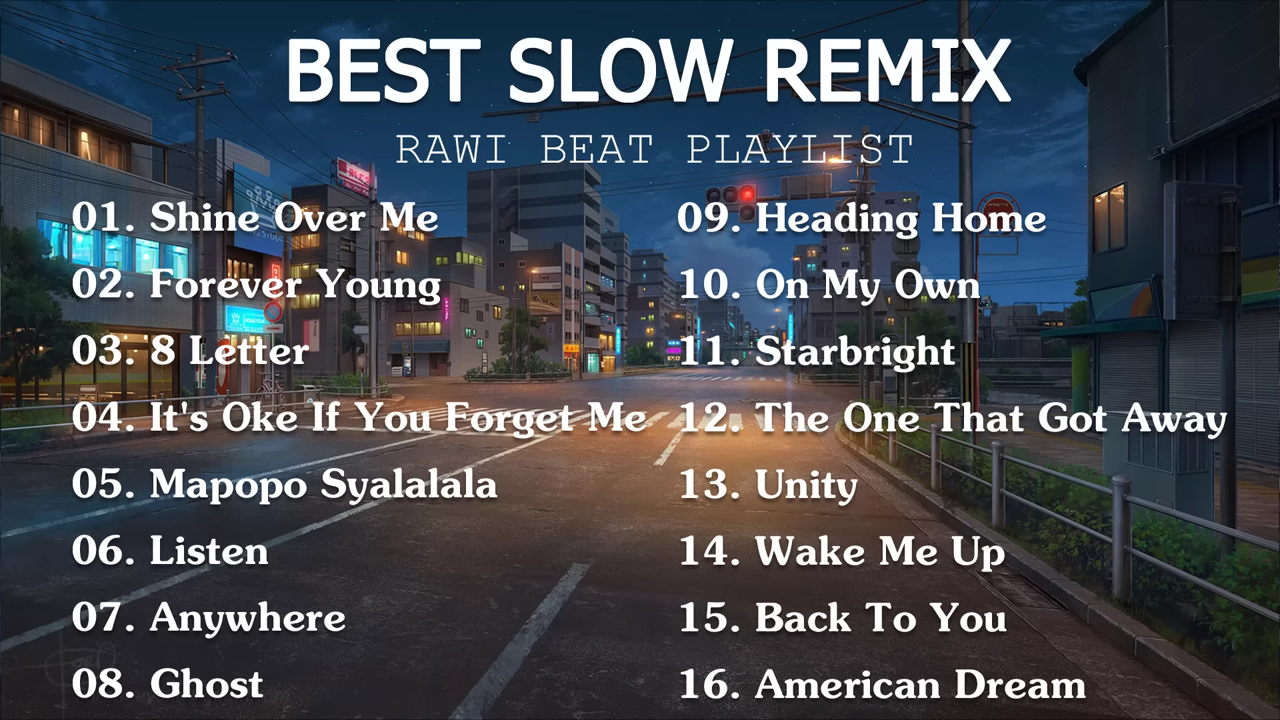 BEST SLOW REMIX
RAWI BEAT PLAYLIST
01. Shine Over Me
02. Forever Young
03. 8 Letter
04. It's Oke If You Forget Me
05. Mapopo Syalalala
06. Listen
07. Anywhere
08. Ghost
09. Heading Home
10. On My Own
11. Starbright
12. The One That Got Away
13. Unity
14. Wake Me Up
15. Back To You
16. American Dream